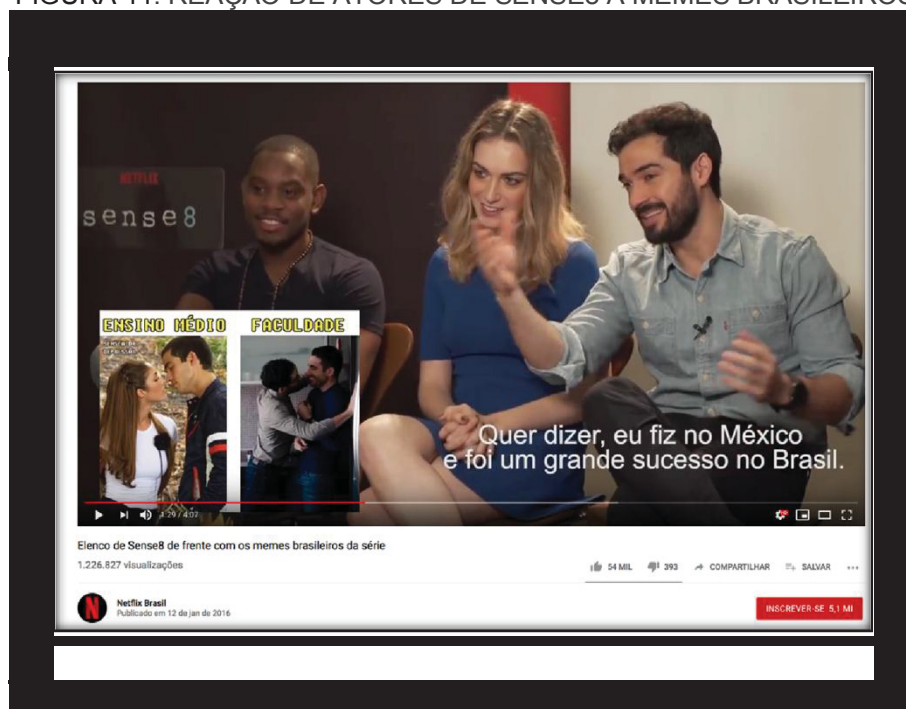 FIGURA 11. REAÇÃO DE ATORES DE SENSE8 A MEMES BRASILEIROS
NETFLIX
sense8
ENSINO MÉDIO FACULDADE
Quer dizer, eu fiz no México
e foi um grande sucesso no Brasil.
1:29 / 4:07
Elenco de Sense8 de frente com os memes brasileiros da série
1.226.827 visualizações
54 MIL 393 COMPARTILHAR SALVAR
Netflix Brasil
Publicado em 12 de jan de 2016
INSCREVER-SE 5,1 MI